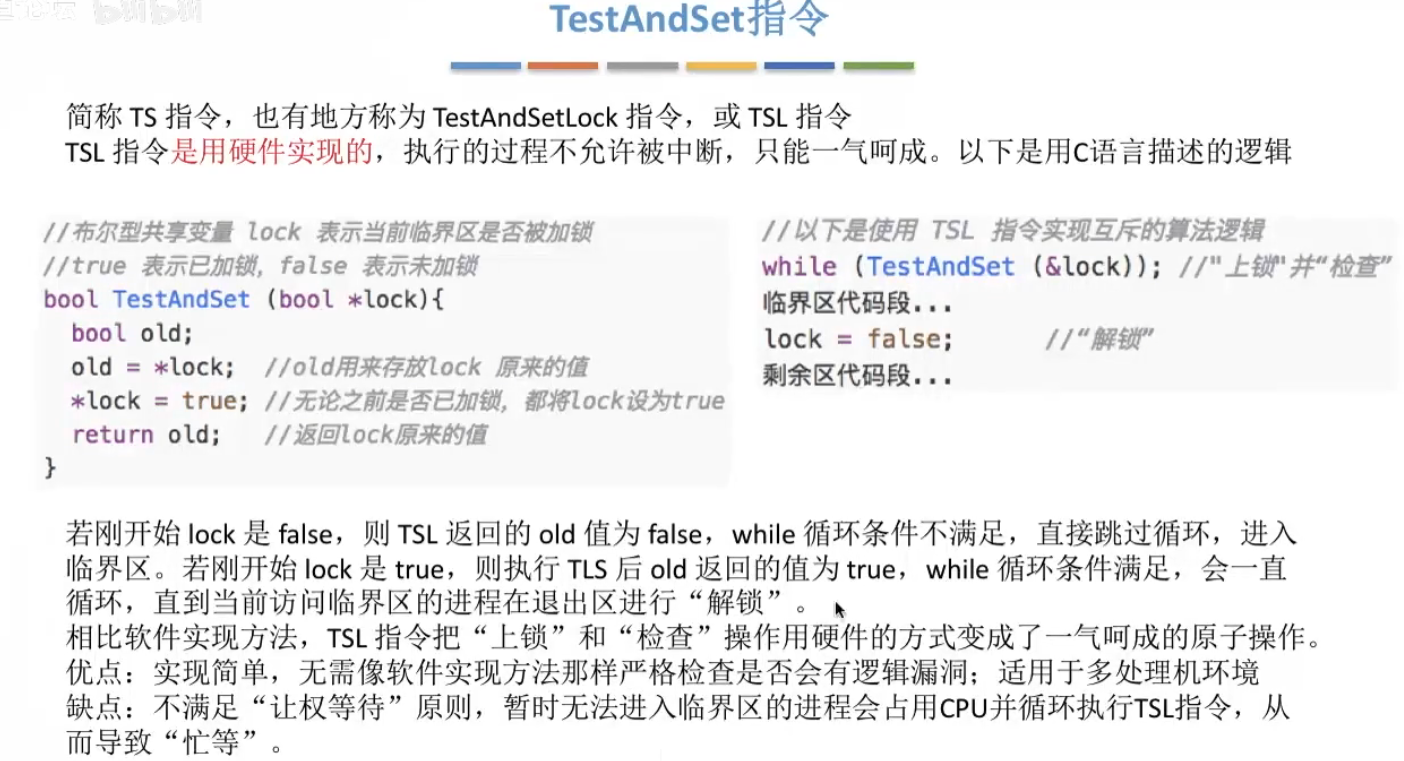 TestAndSet指令
简称 TS 指令，也有地方称为 TestAndSetLock 指令，或 TSL 指令
TSL 指令是用硬件实现的，执行的过程不允许被中断，只能一气呵成。以下是用C语言描述的逻辑
//布尔型共享变量 lock 表示当前临界区是否被加锁
//true 表示已加锁，false 表示未加锁
bool TestAndSet (bool *lock){
bool old;
old = *lock; //old用来存放lock 原来的值
*lock = true; //无论之前是否已加锁，都将lock设为true
return old; //返回lock原来的值
}
//以下是使用 TSL 指令实现互斥的算法逻辑
while (TestAndSet (&lock)); //"上锁"并“检查”
临界区代码段...
lock = false; //“解锁”
剩余区代码段...
若刚开始 lock 是 false，则 TSL 返回的 old 值为 false，while 循环条件不满足，直接跳过循环，进入
临界区。若刚开始 lock 是 true，则执行 TLS 后 old 返回的值为 true，while 循环条件满足，会一直
循环，直到当前访问临界区的进程在退出区进行“解锁”。
相比软件实现方法，TSL 指令把“上锁”和“检查”操作用硬件的方式变成了一气呵成的原子操作。
优点：实现简单，无需像软件实现方法那样严格检查是否会有逻辑漏洞；适用于多处理机环境
缺点：不满足“让权等待”原则，暂时无法进入临界区的进程会占用CPU并循环执行TSL指令，从
而导致“忙等”。